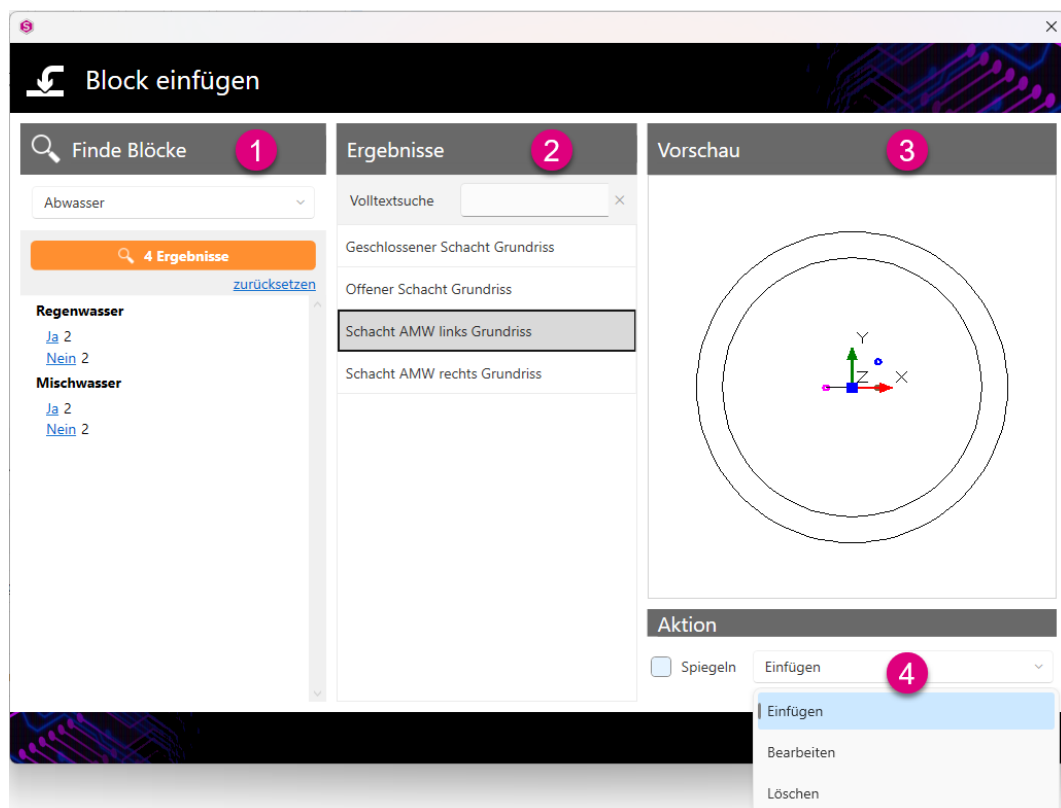 S
Block einfügen
Finde Blöcke 1
Abwasser
4 Ergebnisse
zurücksetzen
Regenwasser
Ja 2
Nein 2
Mischwasser
Ja 2
Nein 2
Ergebnisse 2
Volltextsuche
Geschlossener Schacht Grundriss
Offener Schacht Grundriss
Schacht AMW links Grundriss
Schacht AMW rechts Grundriss
Vorschau 3
Y
Z X
Aktion
Spiegeln Einfügen 4
Einfügen
Bearbeiten
Löschen